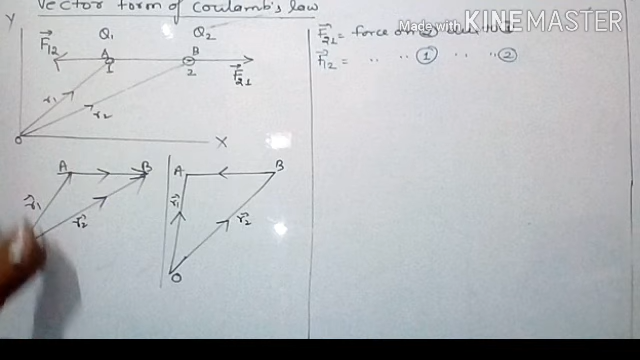 Vector form of Coulomb's law
Made with KINEMASTER
Y
Q1 Q2
F12 A B
1 2 F21
r1
r2
O X
F21 = force on 2
F12 = .. .. 1 .. .. 2
A B
r1
r2
A B
r1 r2
O